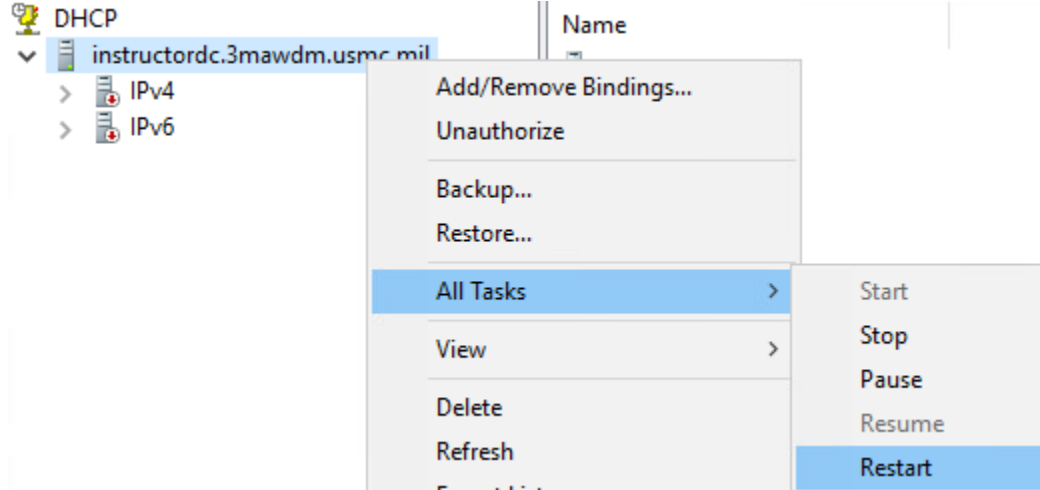 DHCP
Name
instructordc.3mawdm.usmc.mil
IPv4
IPv6
Add/Remove Bindings...
Unauthorize
Backup...
Restore...
All Tasks
Start
Stop
View
Pause
Delete
Resume
Refresh
Restart